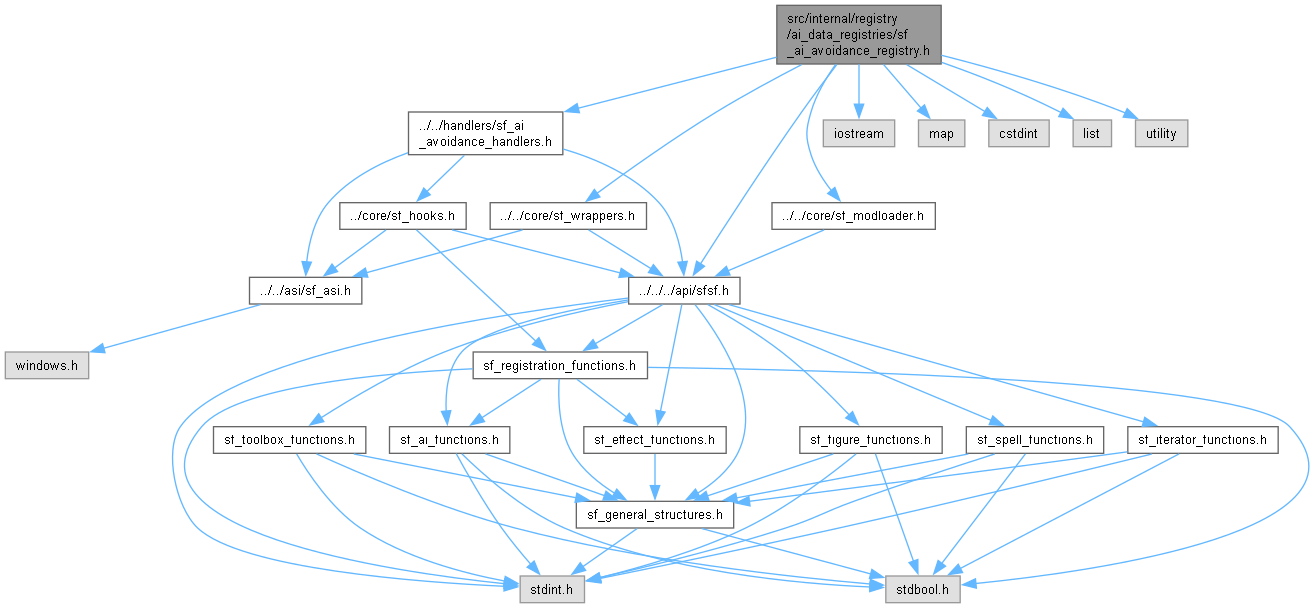 src/internal/registry
/ai_data_registries/sf
_ai_avoidance_registry.h
../../handlers/sf_ai
_avoidance_handlers.h
iostream
map
cstdint
list
utility
../core/sf_hooks.h
../../core/sf_wrappers.h
../../core/sf_modloader.h
../../asi/sf_asi.h
../../../api/sfsf.h
windows.h
sf_registration_functions.h
sf_toolbox_functions.h
sf_ai_functions.h
sf_effect_functions.h
sf_figure_functions.h
sf_spell_functions.h
sf_iterator_functions.h
sf_general_structures.h
stdint.h
stdbool.h